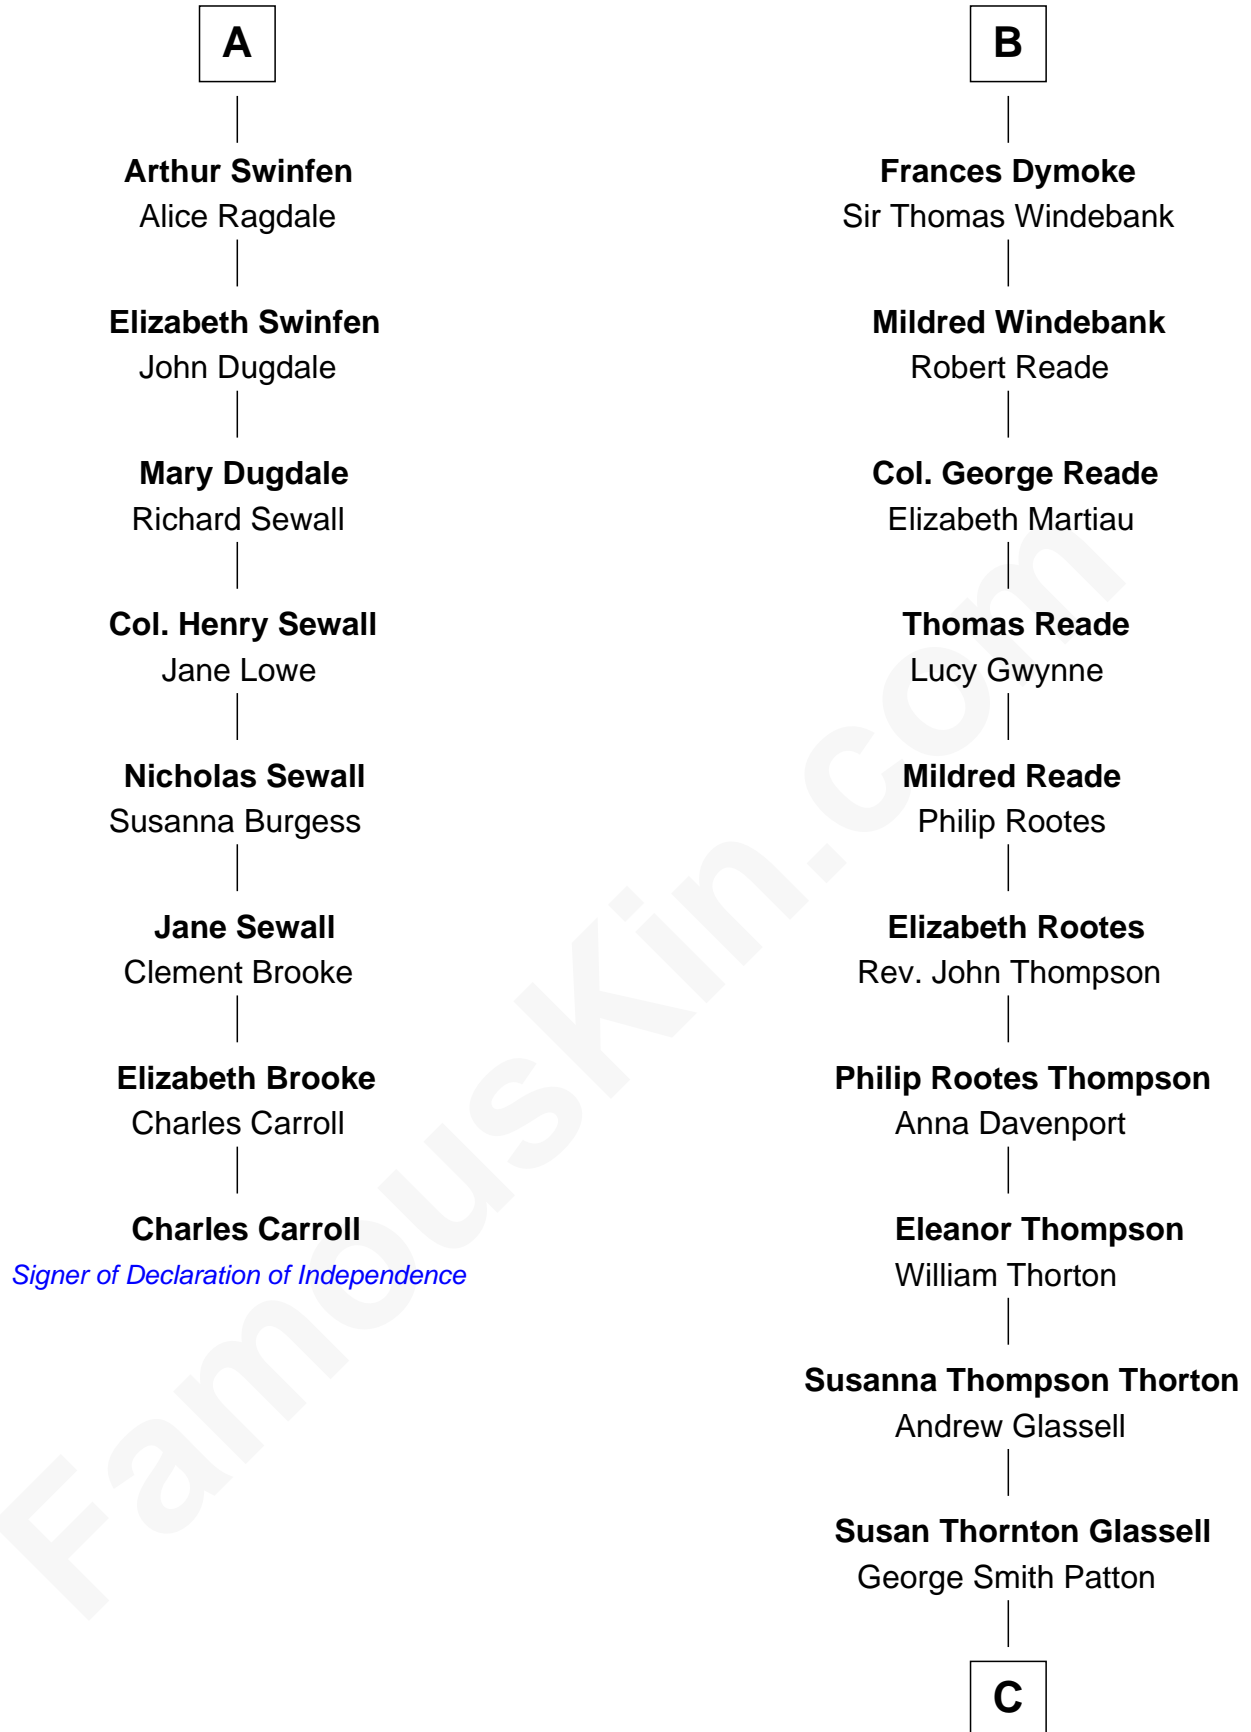 A
Arthur Swinfen
Alice Ragdale
Elizabeth Swinfen
John Dugdale
Mary Dugdale
Richard Sewall
Col. Henry Sewall
Jane Lowe
Nicholas Sewall
Susanna Burgess
Jane Sewall
Clement Brooke
Elizabeth Brooke
Charles Carroll
Charles Carroll
Signer of Declaration of Independence
B
Frances Dymoke
Sir Thomas Windebank
Mildred Windebank
Robert Reade
Col. George Reade
Elizabeth Martiau
Thomas Reade
Lucy Gwynne
Mildred Reade
Philip Rootes
Elizabeth Rootes
Rev. John Thompson
Philip Rootes Thompson
Anna Davenport
Eleanor Thompson
William Thorton
Susanna Thompson Thorton
Andrew Glassell
Susan Thornton Glassell
George Smith Patton
C
FamousKin.com